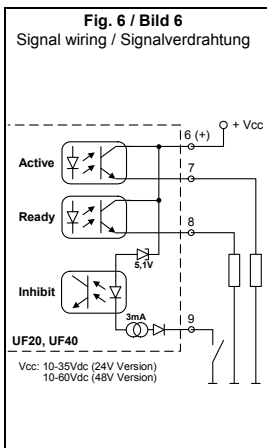 Fig. 6 / Bild 6
Signal wiring / Signalverdrahtung
+ Vcc
6 (+)
Active
7
Ready
8
5,1V
Inhibit
3mA
9
UF20, UF40
Vcc: 10-35Vdc (24V Version)
10-60Vdc (48V Version)